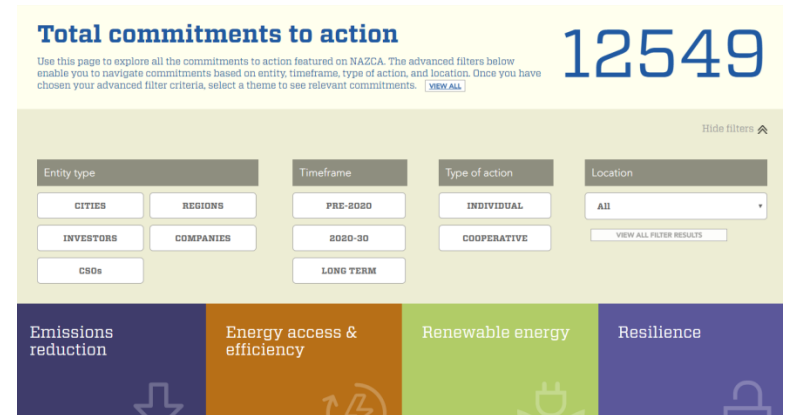 Total commitments to action
12549
Use this page to explore all the commitments to action featured on NAZCA. The advanced filters below
enable you to navigate commitments based on entity, timeframe, type of action, and location. Once you have
chosen your advanced filter criteria, select a theme to see relevant commitments. VIEW ALL
Hide filters
Entity type
CITIES REGIONS
INVESTORS COMPANIES
CSOs
Timeframe
PRE-2020
2020-30
LONG TERM
Type of action
INDIVIDUAL
COOPERATIVE
Location
All
VIEW ALL FILTER RESULTS
Emissions
reduction
Energy access &
efficiency
Renewable energy
Resilience